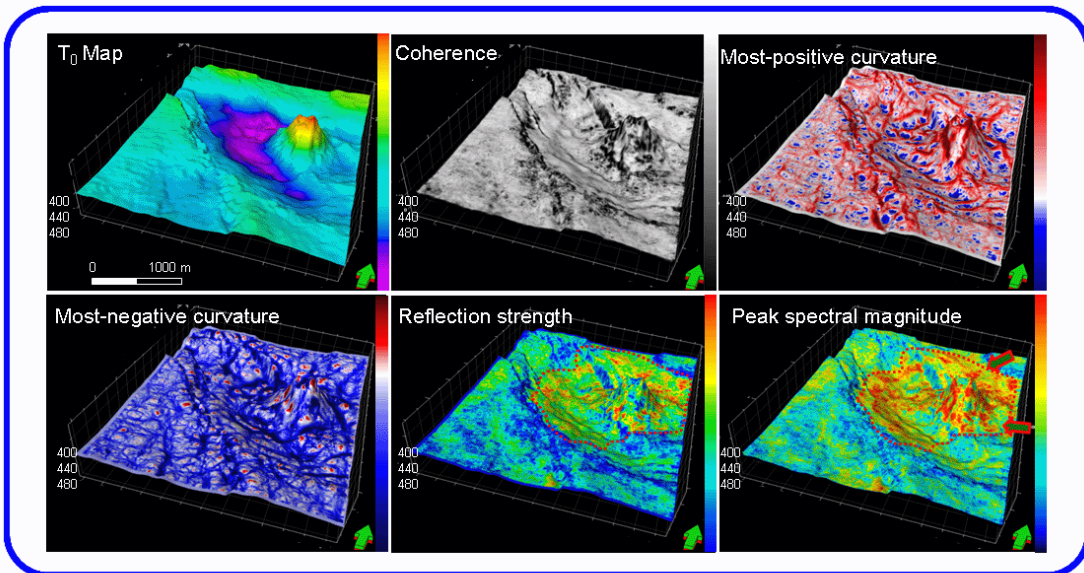 T₀ Map
Coherence
Most-positive curvature
400
440
480
0 1000 m
400
440
480
400
440
480
Most-negative curvature
Reflection strength
Peak spectral magnitude
400
440
480
400
440
480
400
440
480